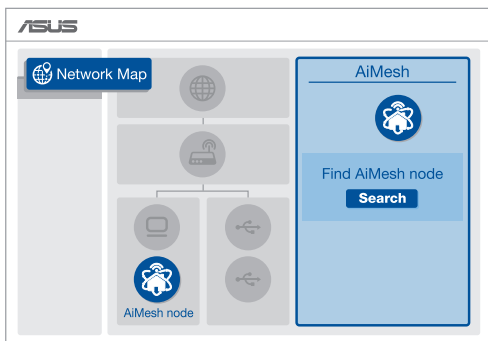 ASUS
Network Map
AiMesh
Find AiMesh node
Search
AiMesh node